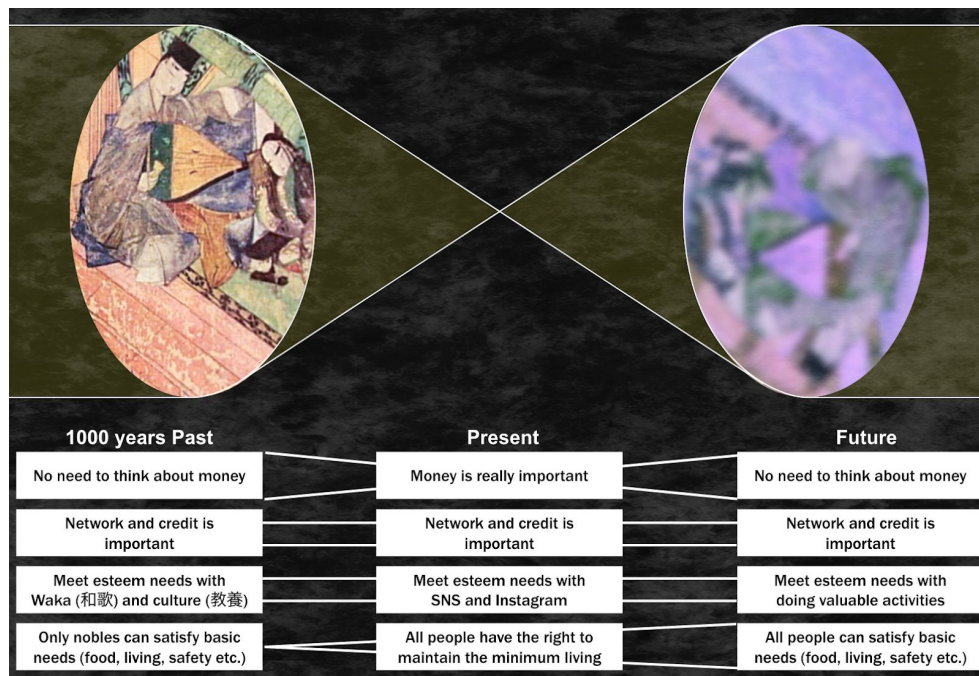 1000 years Past
Present
Future
No need to think about money
Money is really important
No need to think about money
Network and credit is
important
Network and credit is
important
Network and credit is
important
Meet esteem needs with
Waka (和歌) and culture (教養)
Meet esteem needs with
SNS and Instagram
Meet esteem needs with
doing valuable activities
Only nobles can satisfy basic
needs (food, living, safety etc.)
All people have the right to
maintain the minimum living
All people can satisfy basic
needs (food, living, safety etc.)